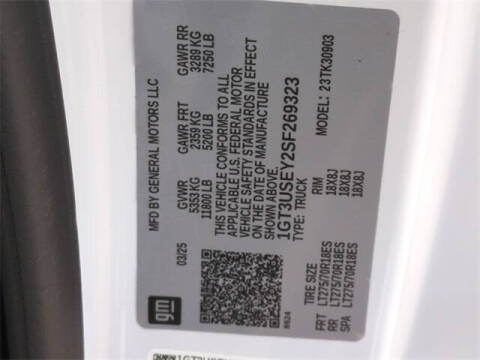 MFD BY GENERAL MOTORS LLC
03/25
GVWR
5353 KG
11800 LB
GAWR FRT
2359 KG
5200 LB
GAWR RR
3289 KG
7250 LB
THIS VEHICLE CONFORMS TO ALL
APPLICABLE U.S. FEDERAL MOTOR
VEHICLE SAFETY STANDARDS IN EFFECT
ON THE DATE OF MANUFACTURE
1GT3USEY2SF269323
TYPE: TRUCK
MODEL: 23TK30903
TIRE SIZE
RIM
FRT LT275/70R18ES 18X8J
RR LT275/70R18ES 18X8J
SPA LT275/70R18ES 18X8J
gm
8624